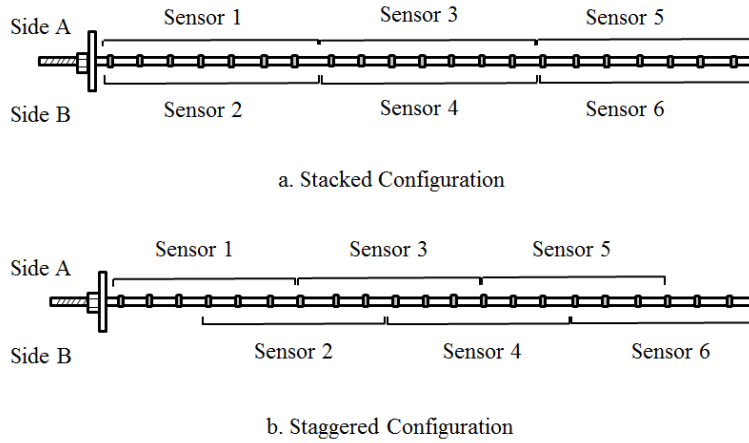 Side A
Sensor 1
Sensor 3
Sensor 5
Side B
Sensor 2
Sensor 4
Sensor 6
a. Stacked Configuration
Side A
Sensor 1
Sensor 3
Sensor 5
Side B
Sensor 2
Sensor 4
Sensor 6
b. Staggered Configuration